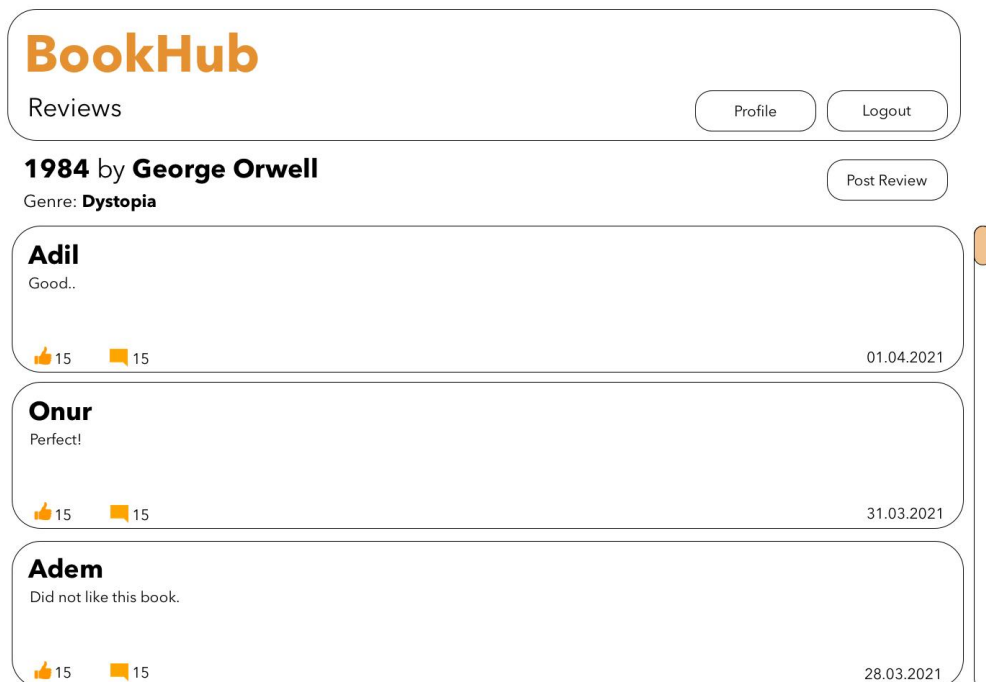 BookHub
Reviews
Profile
Logout
1984 by George Orwell
Post Review
Genre: Dystopia
Adil
Good..
15
15
01.04.2021
Onur
Perfect!
15
15
31.03.2021
Adem
Did not like this book.
15
15
28.03.2021